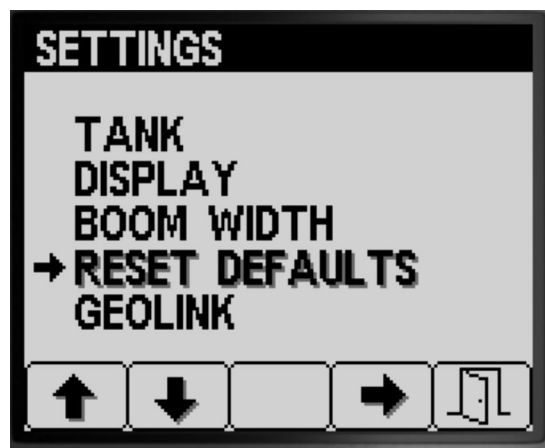 SETTINGS
TANK
DISPLAY
BOOM WIDTH
RESET DEFAULTS
GEOLINK